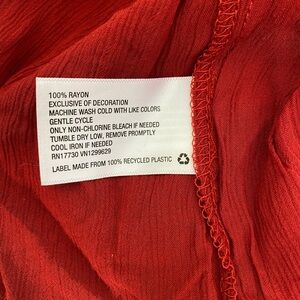 100% RAYON
EXCLUSIVE OF DECORATION
MACHINE WASH COLD WITH LIKE COLORS
GENTLE CYCLE
ONLY NON-CHLORINE BLEACH IF NEEDED
TUMBLE DRY LOW, REMOVE PROMPTLY
COOL IRON IF NEEDED
RN17730 VN1299629
LABEL MADE FROM 100% RECYCLED PLASTIC